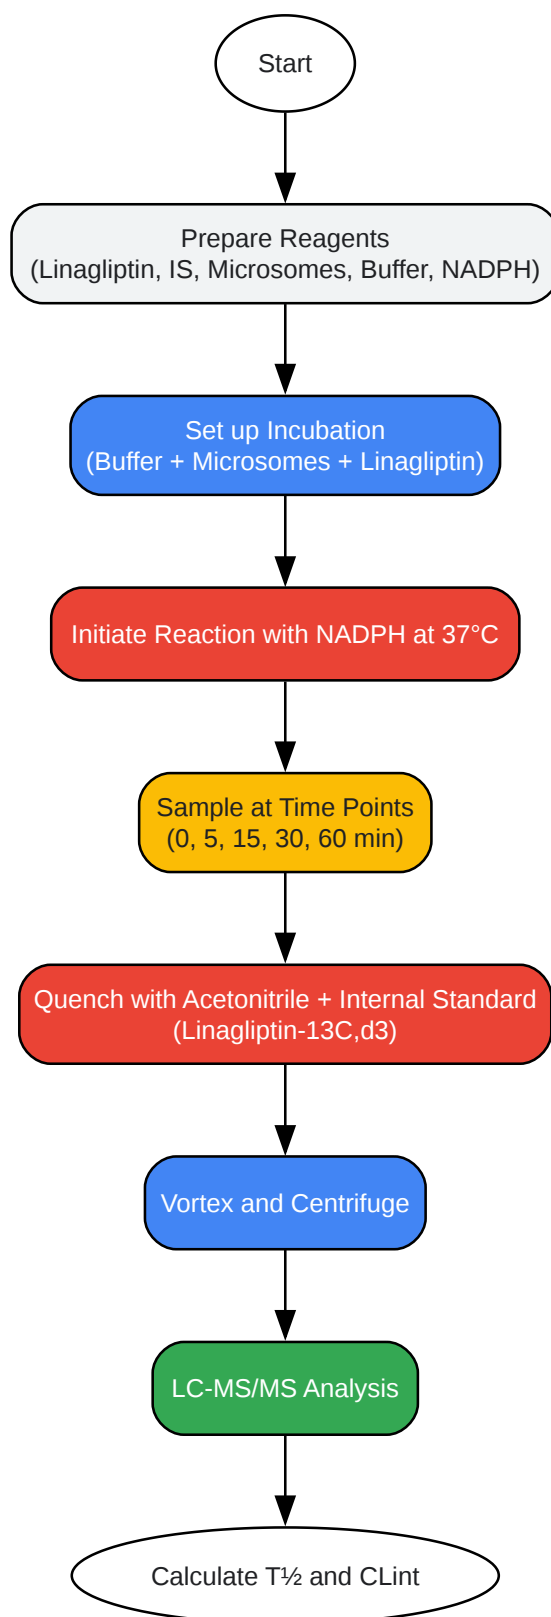 Start
Prepare Reagents
(Linagliptin, IS, Microsomes, Buffer, NADPH)
Set up Incubation
(Buffer + Microsomes + Linagliptin)
Initiate Reaction with NADPH at 37°C
Sample at Time Points
(0, 5, 15, 30, 60 min)
Quench with Acetonitrile + Internal Standard
(Linagliptin-13C,d3)
Vortex and Centrifuge
LC-MS/MS Analysis
Calculate T½ and CLint